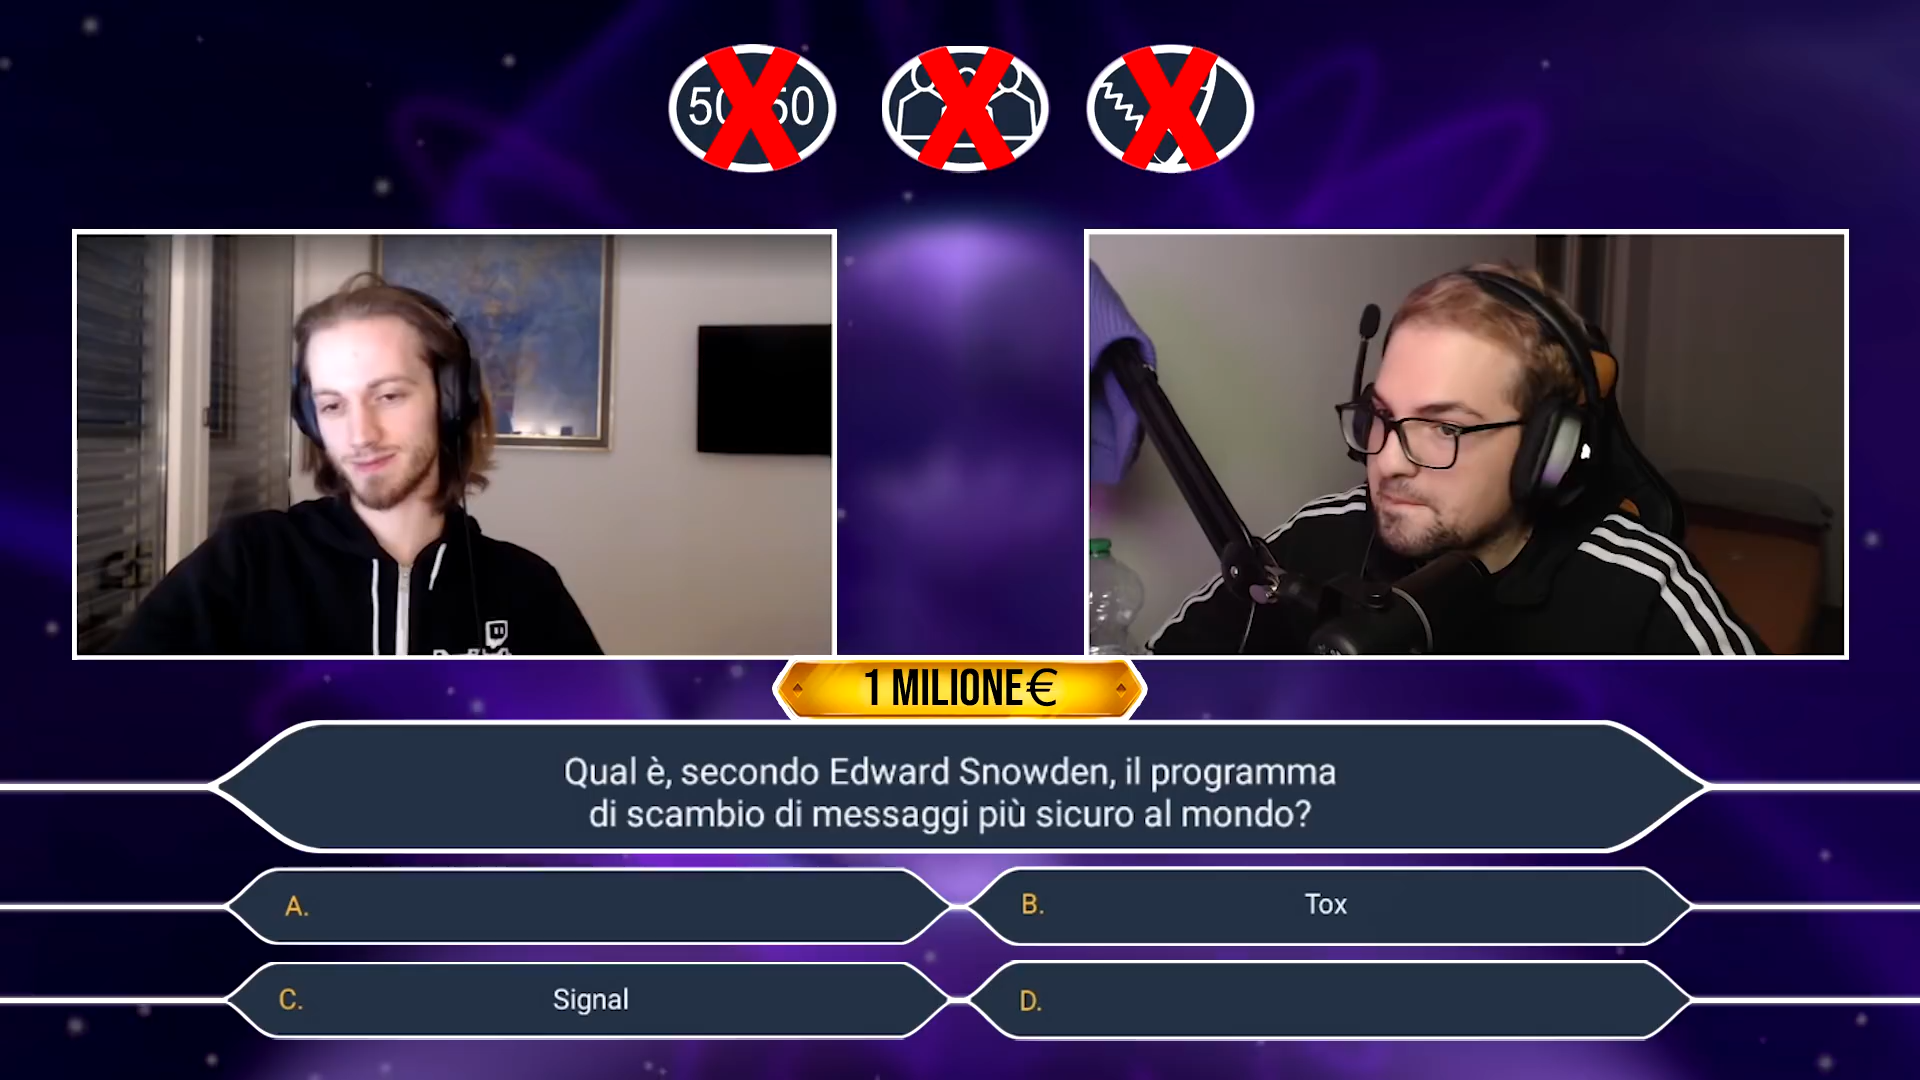 50 50
1 MILIONE€
Qual è, secondo Edward Snowden, il programma
di scambio di messaggi più sicuro al mondo?
A.
B. Tox
C. Signal
D.